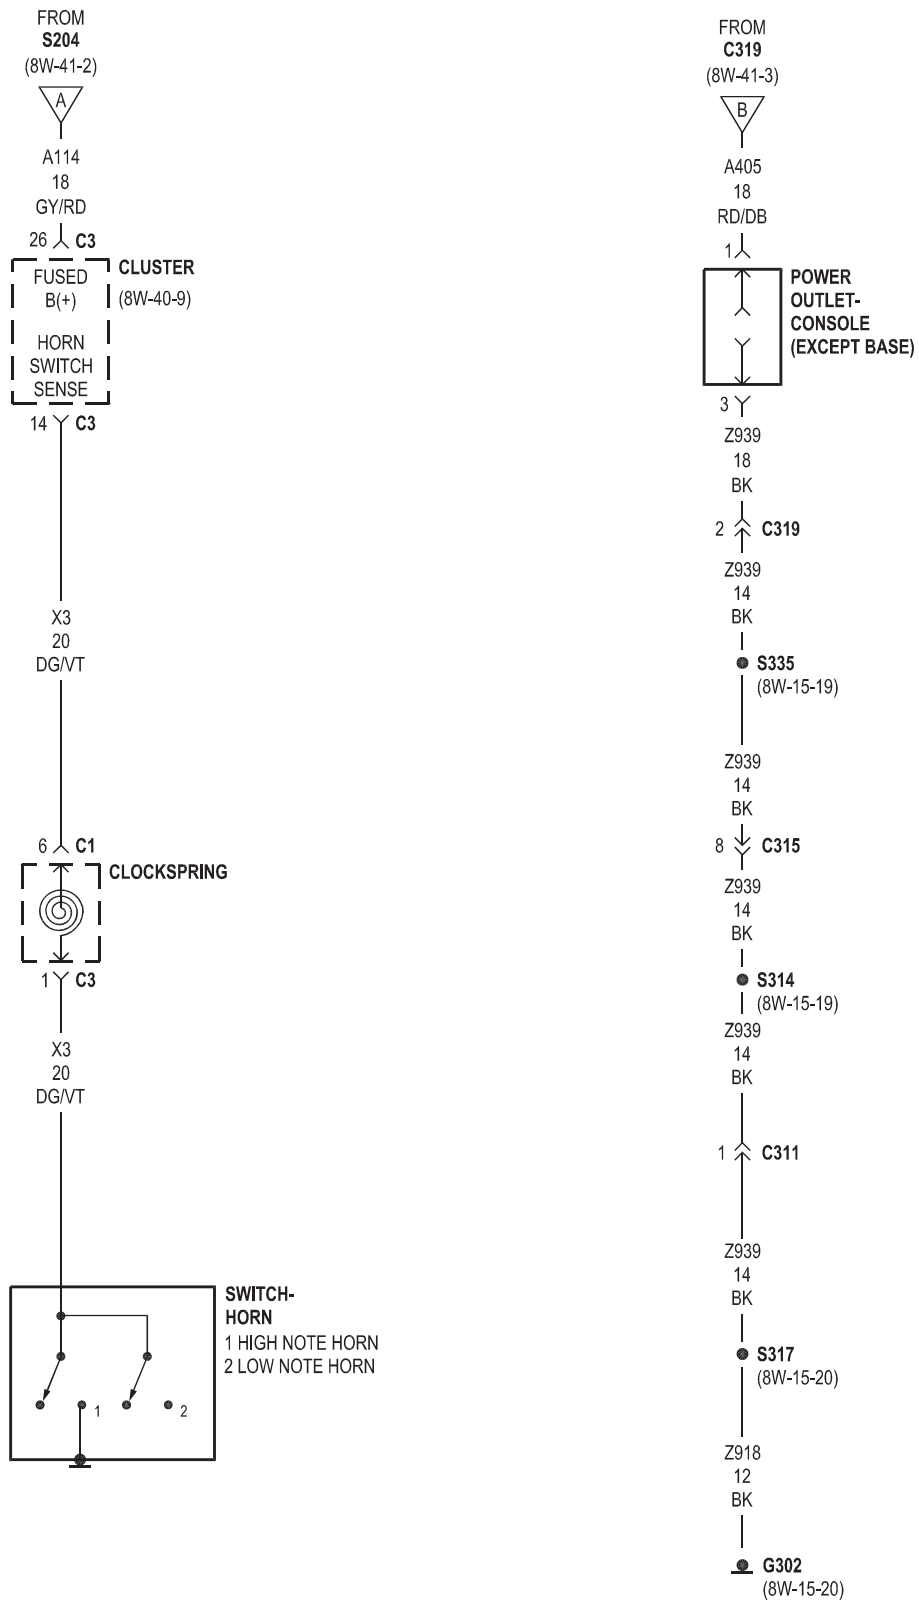 FROM
S204
(8W-41-2)
A
A114
18
GY/RD
26 C3
CLUSTER
(8W-40-9)
FUSED
B(+)
HORN
SWITCH
SENSE
14 C3
X3
20
DG/VT
6 C1
CLOCKSPRING
1 C3
X3
20
DG/VT
SWITCH-
HORN
1 HIGH NOTE HORN
2 LOW NOTE HORN
1
2
FROM
C319
(8W-41-3)
B
A405
18
RD/DB
1
POWER
OUTLET-
CONSOLE
(EXCEPT BASE)
3
Z939
18
BK
2 C319
Z939
14
BK
S335
(8W-15-19)
Z939
14
BK
8 C315
Z939
14
BK
S314
(8W-15-19)
Z939
14
BK
1 C311
Z939
14
BK
S317
(8W-15-20)
Z918
12
BK
G302
(8W-15-20)